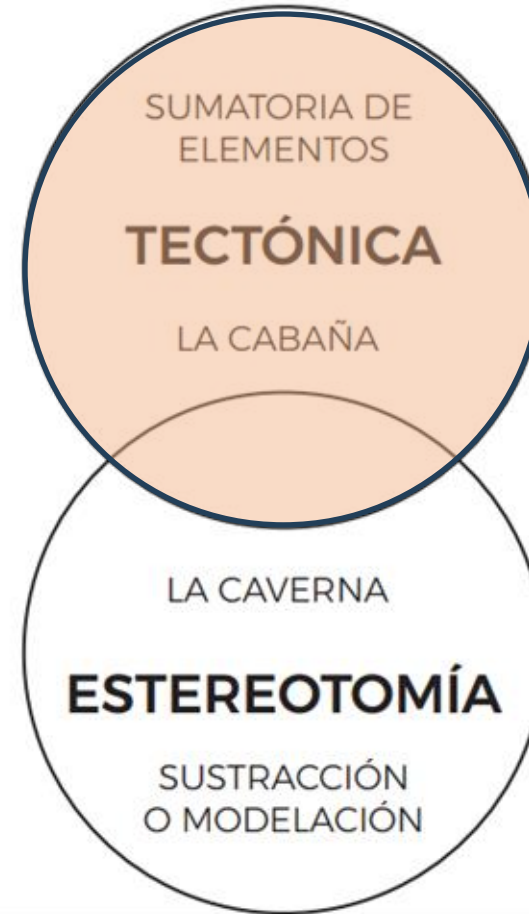 SUMATORIA DE
ELEMENTOS
TECTÓNICA
LA CABAÑA
LA CAVERNA
ESTEREOTOMÍA
SUSTRACCIÓN
O MODELACIÓN